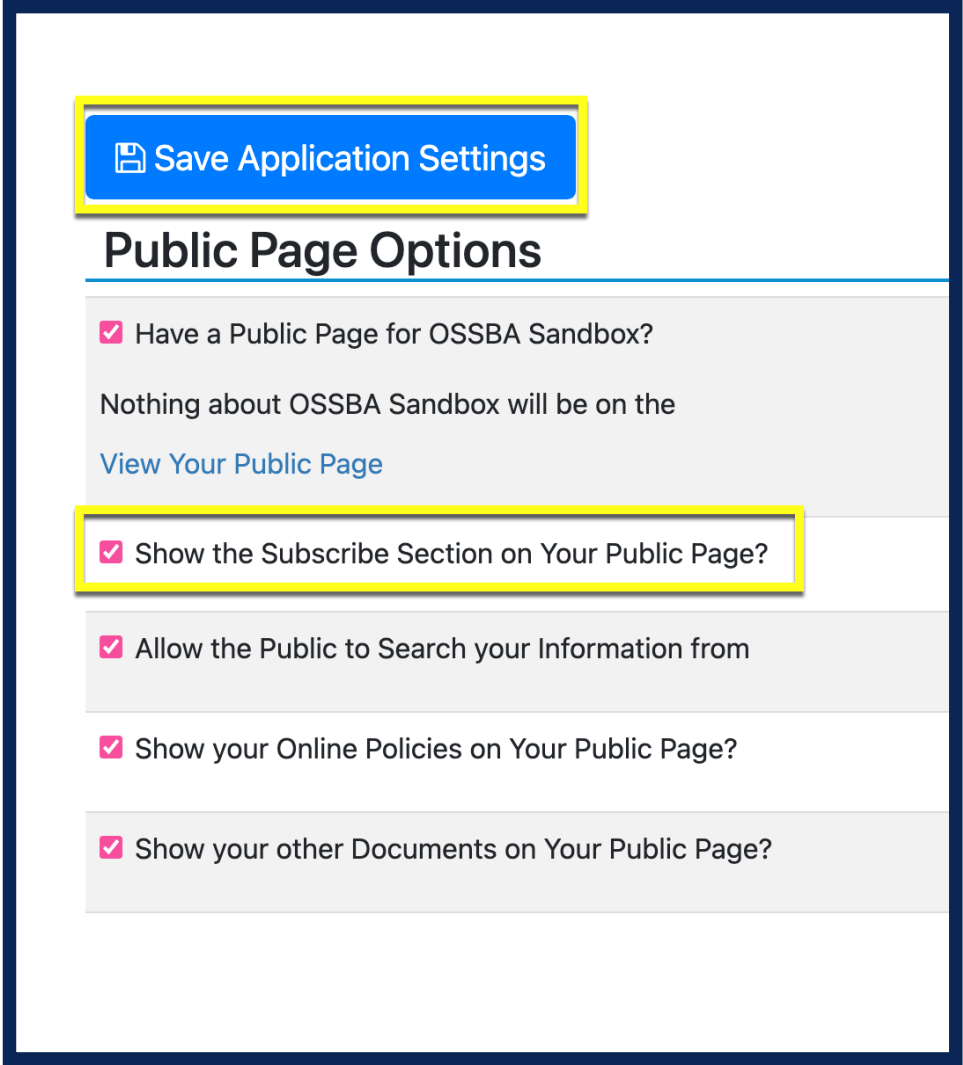 Save Application Settings
Public Page Options
Have a Public Page for OSSBA Sandbox?
Nothing about OSSBA Sandbox will be on the
View Your Public Page
Show the Subscribe Section on Your Public Page?
Allow the Public to Search your Information from
Show your Online Policies on Your Public Page?
Show your other Documents on Your Public Page?